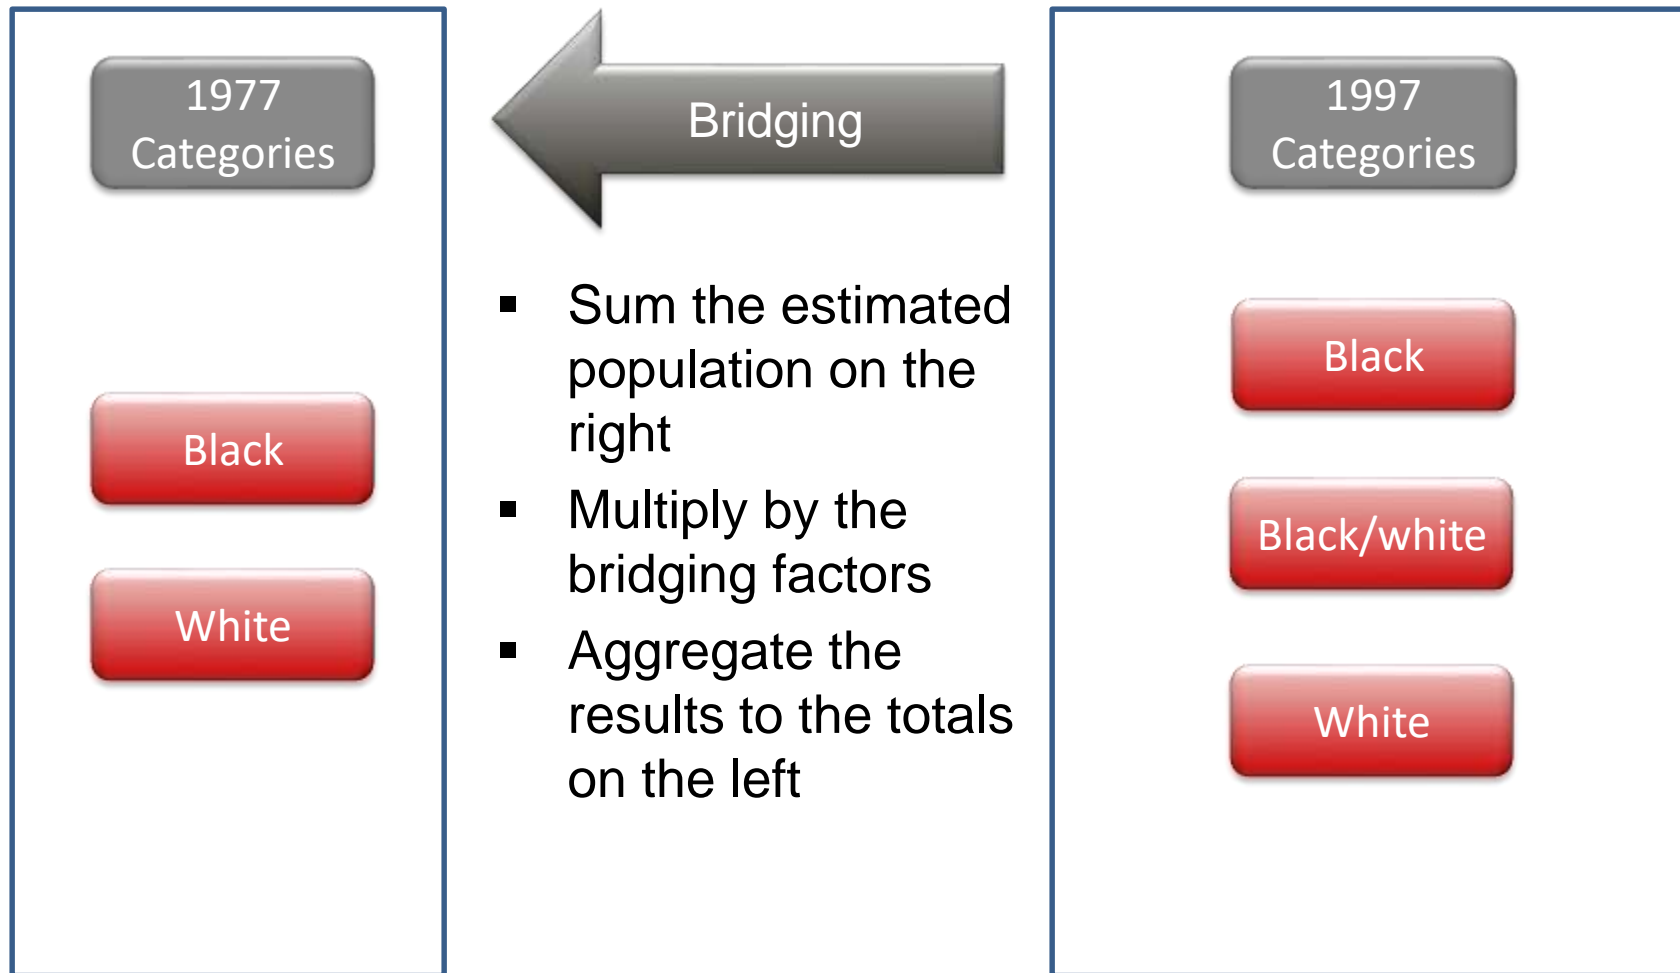 1977
Categories
Black
White
Bridging
▪ Sum the estimated
population on the
right
▪ Multiply by the
bridging factors
▪ Aggregate the
results to the totals
on the left
1997
Categories
Black
Black/white
White